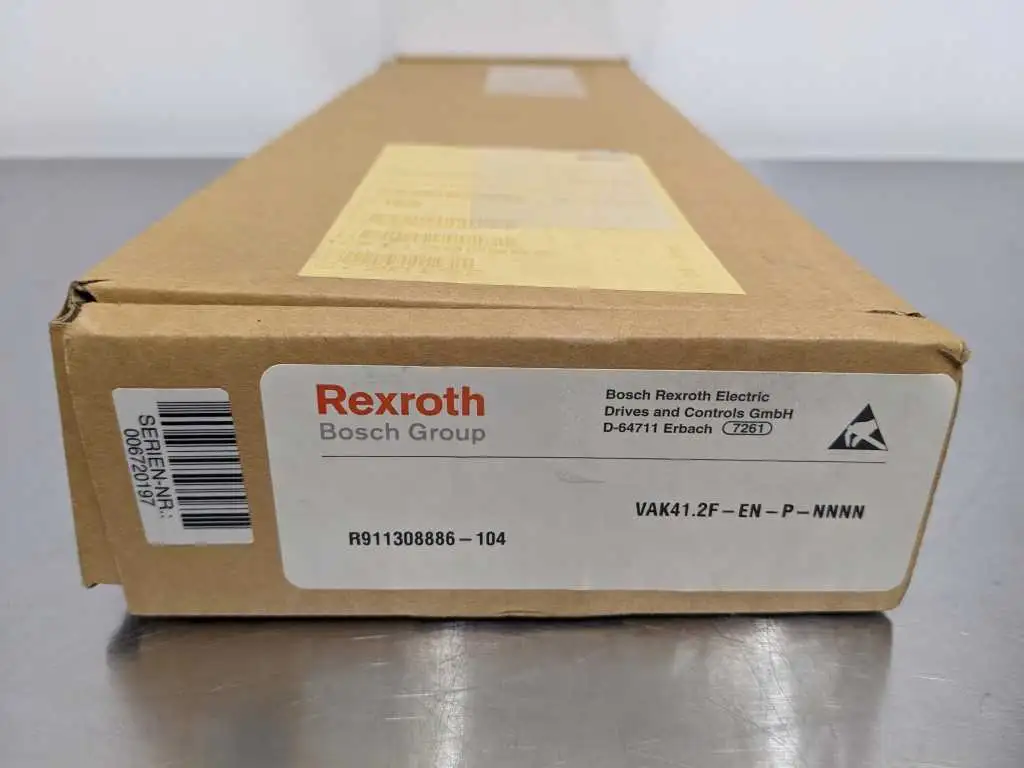 Rexroth
Bosch Group
Bosch Rexroth Electric
Drives and Controls GmbH
D-64711 Erbach 7261
VAK41.2F-EN-P-NNNN
R911308886-104
SERIEN-NR.:
006720197